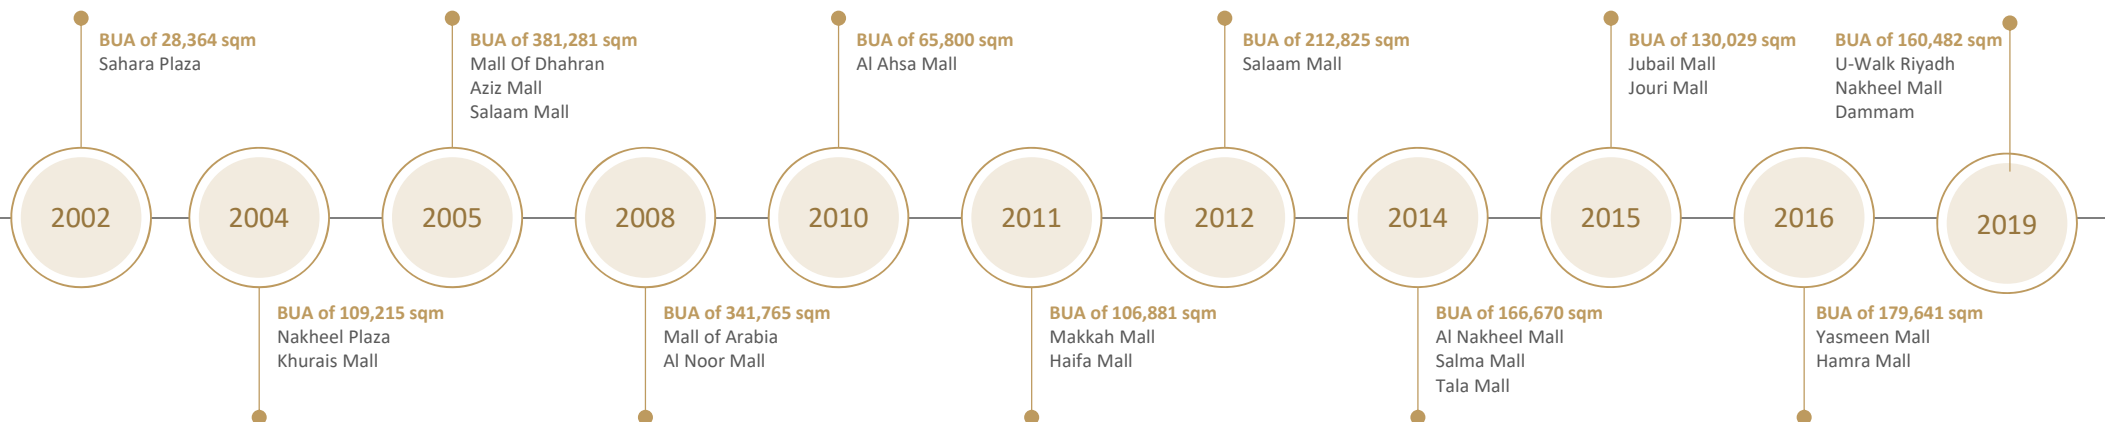 BUA of 28,364 sqm
Sahara Plaza
BUA of 381,281 sqm
Mall Of Dhahran
Aziz Mall
Salaam Mall
BUA of 65,800 sqm
Al Ahsa Mall
BUA of 212,825 sqm
Salaam Mall
BUA of 130,029 sqm
Jubail Mall
Jouri Mall
BUA of 160,482 sqm
U-Walk Riyadh
Nakheel Mall
Dammam
2002
2004
2005
2008
2010
2011
2012
2014
2015
2016
2019
BUA of 109,215 sqm
Nakheel Plaza
Khurais Mall
BUA of 341,765 sqm
Mall of Arabia
Al Noor Mall
BUA of 106,881 sqm
Makkah Mall
Haifa Mall
BUA of 166,670 sqm
Al Nakheel Mall
Salma Mall
Tala Mall
BUA of 179,641 sqm
Yasmeen Mall
Hamra Mall